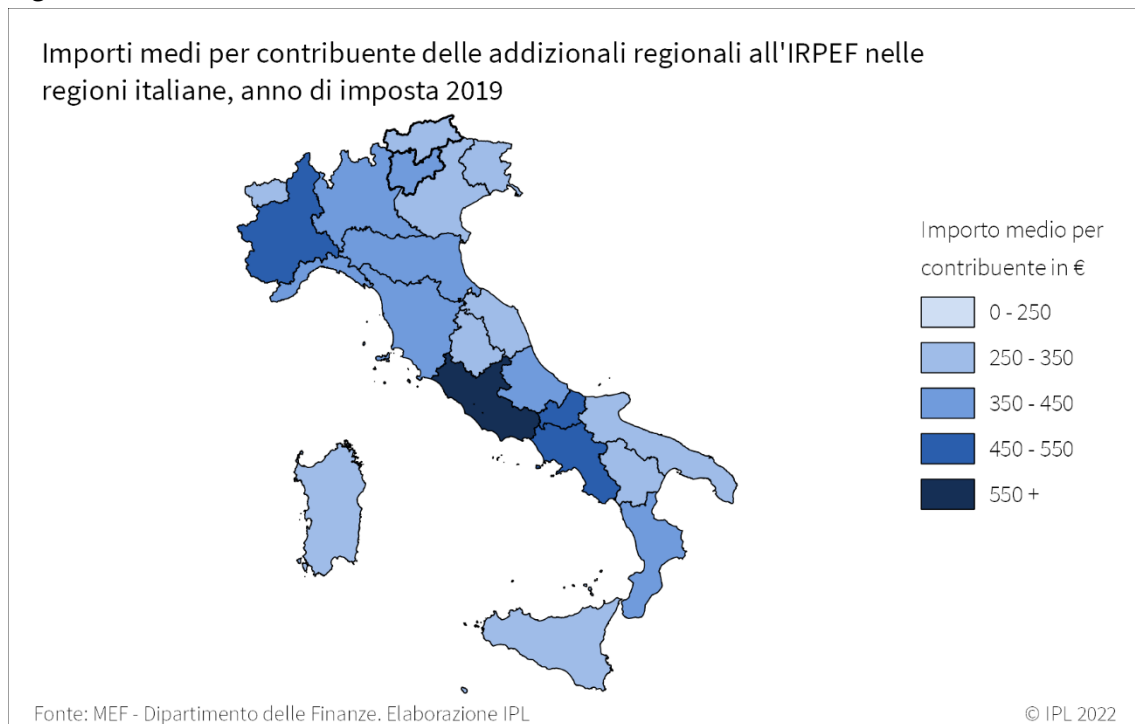 Importi medi per contribuente delle addizionali regionali all'IRPEF nelle
regioni italiane, anno di imposta 2019
Importo medio per
contribuente in €
0 - 250
250 - 350
350 - 450
450 - 550
550 +
Fonte: MEF - Dipartimento delle Finanze. Elaborazione IPL
© IPL 2022